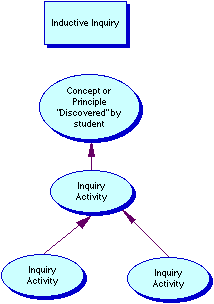 Inductive Inquiry
Concept or
Principle
"Discovered" by
student
Inquiry
Activity
Inquiry
Activity
Inquiry
Activity